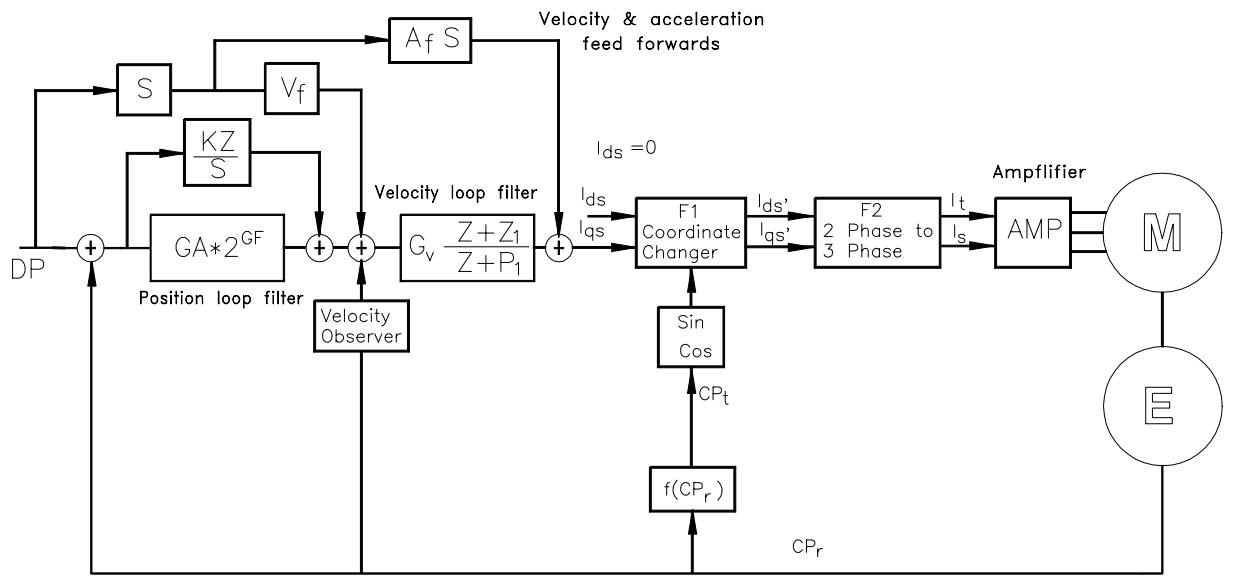 Velocity & acceleration
feed forwards
A_f S
S
V_f
KZ
S
I_ds =0
Ampflifier
Velocity loop filter
I_ds
I_qs
F1
Coordinate
Changer
I_ds'
I_qs'
F2
2 Phase to
3 Phase
I_t
I_s
AMP
M
DP
+
GA*2^GF
+
+
G_v
Z+Z_1
Z+P_1
+
Position loop filter
Velocity
Observer
Sin
Cos
CP_t
E
f(CP_r)
CP_r